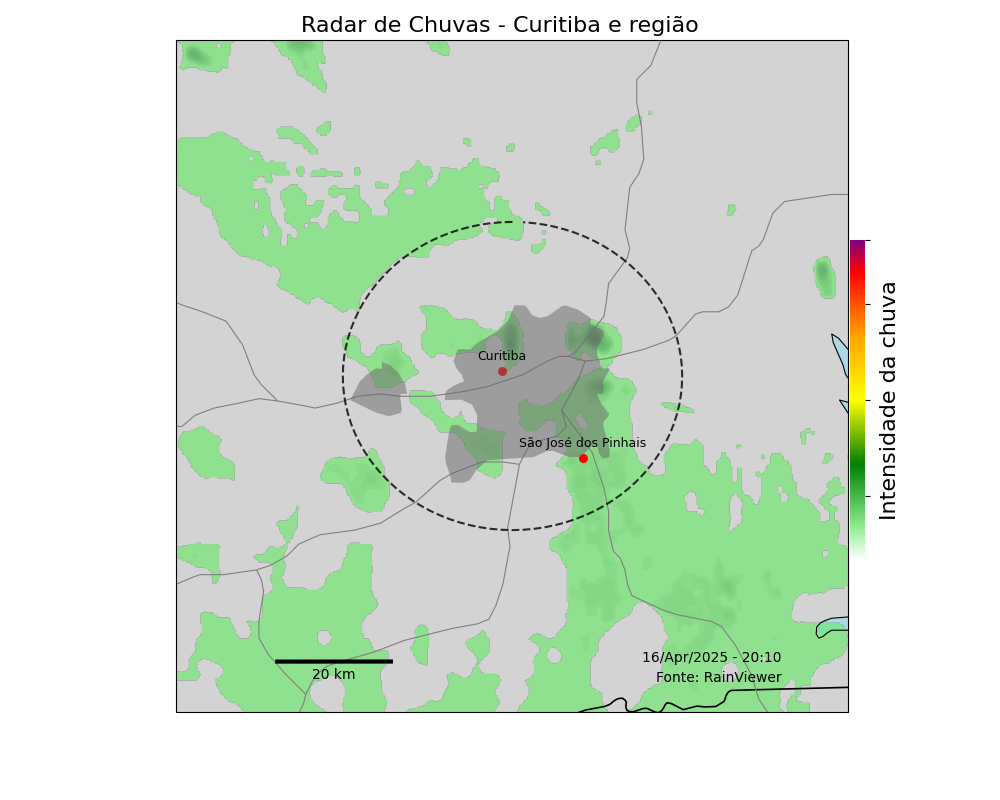 Radar de Chuvas - Curitiba e região
Curitiba
São José dos Pinhais
Intensidade da chuva
16/Apr/2025 - 20:10
20 km
Fonte: RainViewer